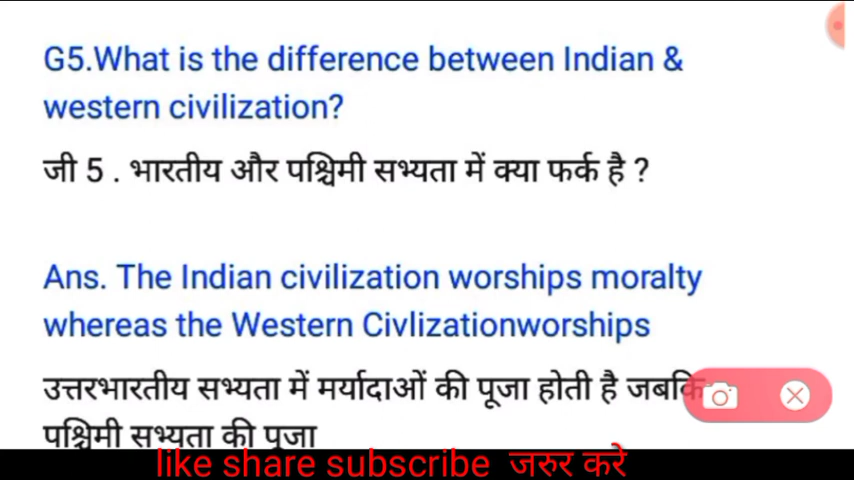 G5.What is the difference between Indian &
western civilization?
जी 5 . भारतीय और पश्चिमी सभ्यता में क्या फर्क है ?
Ans. The Indian civilization worships moralty
whereas the Western Civlizationworships
उत्तरभारतीय सभ्यता में मर्यादाओं की पूजा होती है जबकि
पश्चिमी सभ्यता की पूजा
like share subscribe जरुर करे